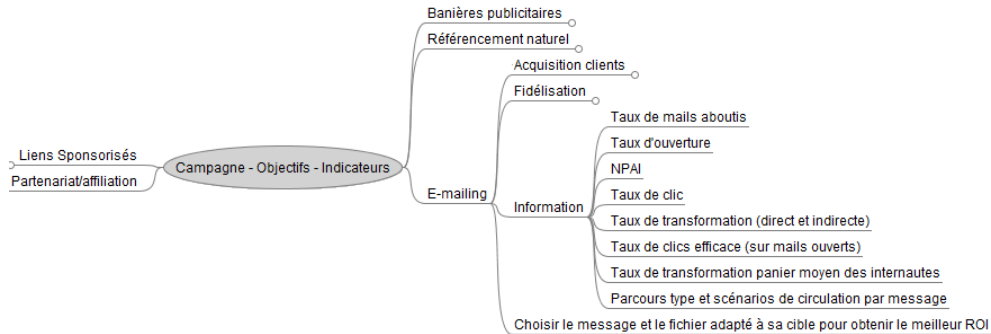 Banières publicitaires
Référencement naturel
Acquisition clients
Fidélisation
Taux de mails aboutis
Taux d'ouverture
Liens Sponsorisés
Campagne - Objectifs - Indicateurs
NPAI
Partenariat/affiliation
E-mailing
Taux de clic
Information
Taux de transformation (direct et indirecte)
Taux de clics efficace (sur mails ouverts)
Taux de transformation panier moyen des internautes
Parcours type et scénarios de circulation par message
Choisir le message et le fichier adapté à sa cible pour obtenir le meilleur ROI